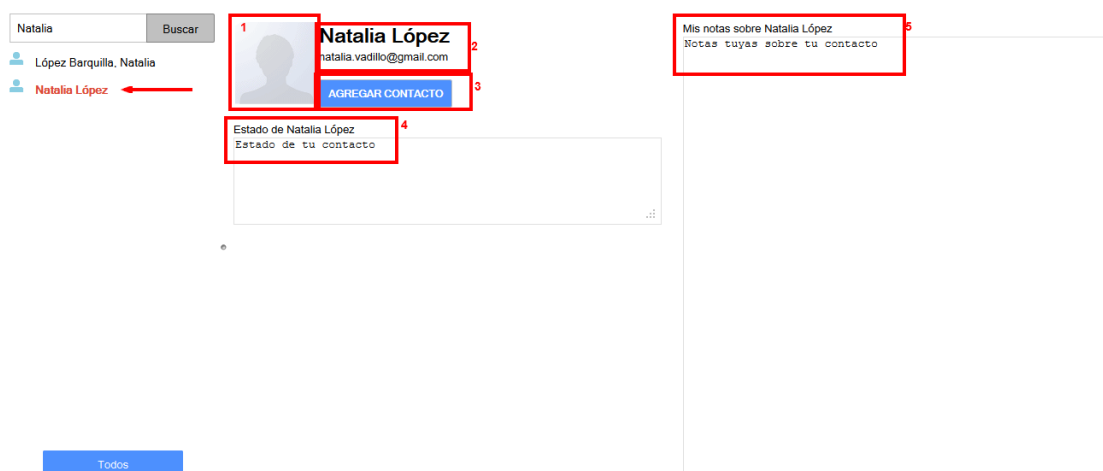 Natalia
Buscar
López Barquilla, Natalia
Natalia López
1
Natalia López
natalia.vadillo@gmail.com
2
AGREGAR CONTACTO
3
Estado de Natalia López
4
Estado de tu contacto
Mis notas sobre Natalia López
5
Notas tuyas sobre tu contacto
Todos